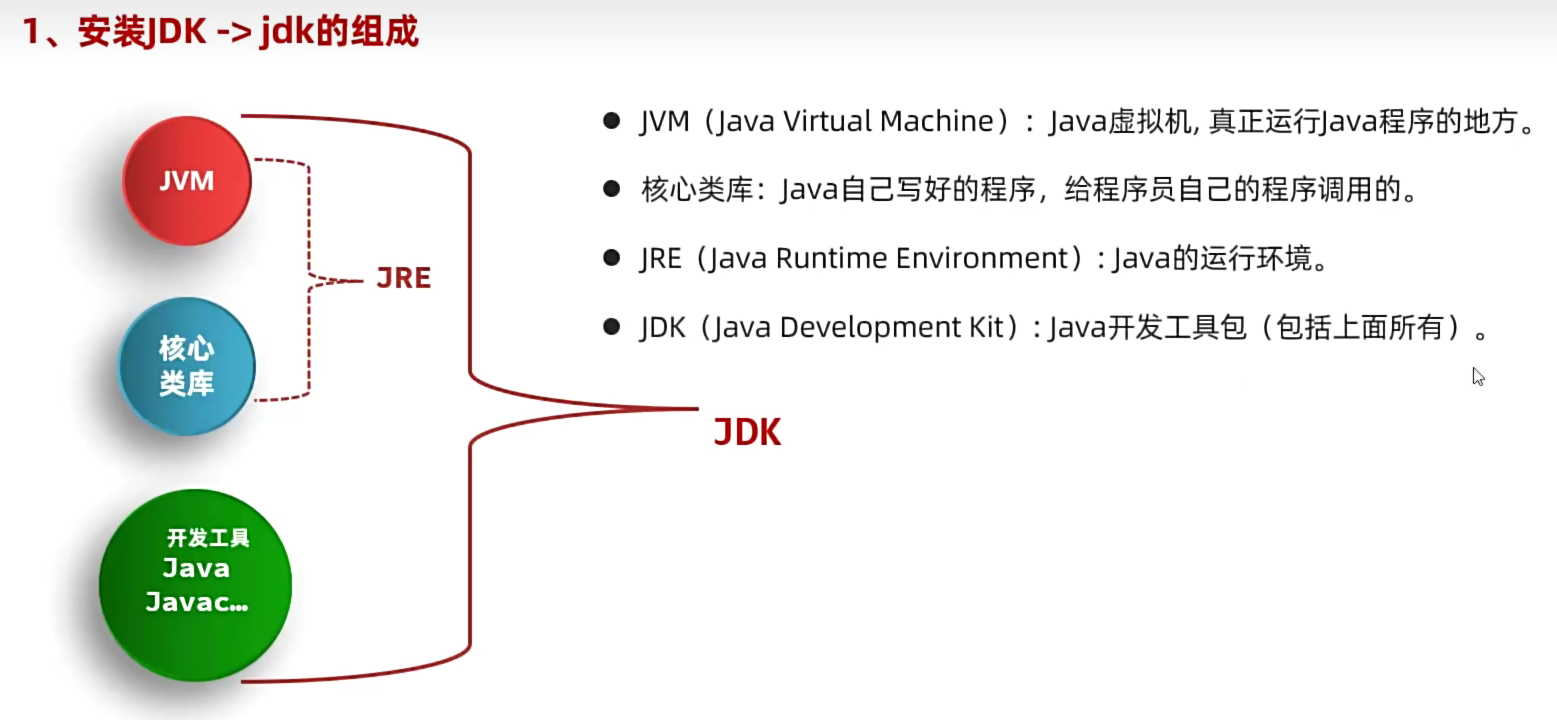 1、安装JDK -> jdk的组成
JVM
核心
类库
开发工具
Java
Javac...
JRE
JDK
● JVM（Java Virtual Machine）：Java虚拟机, 真正运行Java程序的地方。
● 核心类库：Java自己写好的程序，给程序员自己的程序调用的。
● JRE（Java Runtime Environment）: Java的运行环境。
● JDK（Java Development Kit）: Java开发工具包（包括上面所有）。